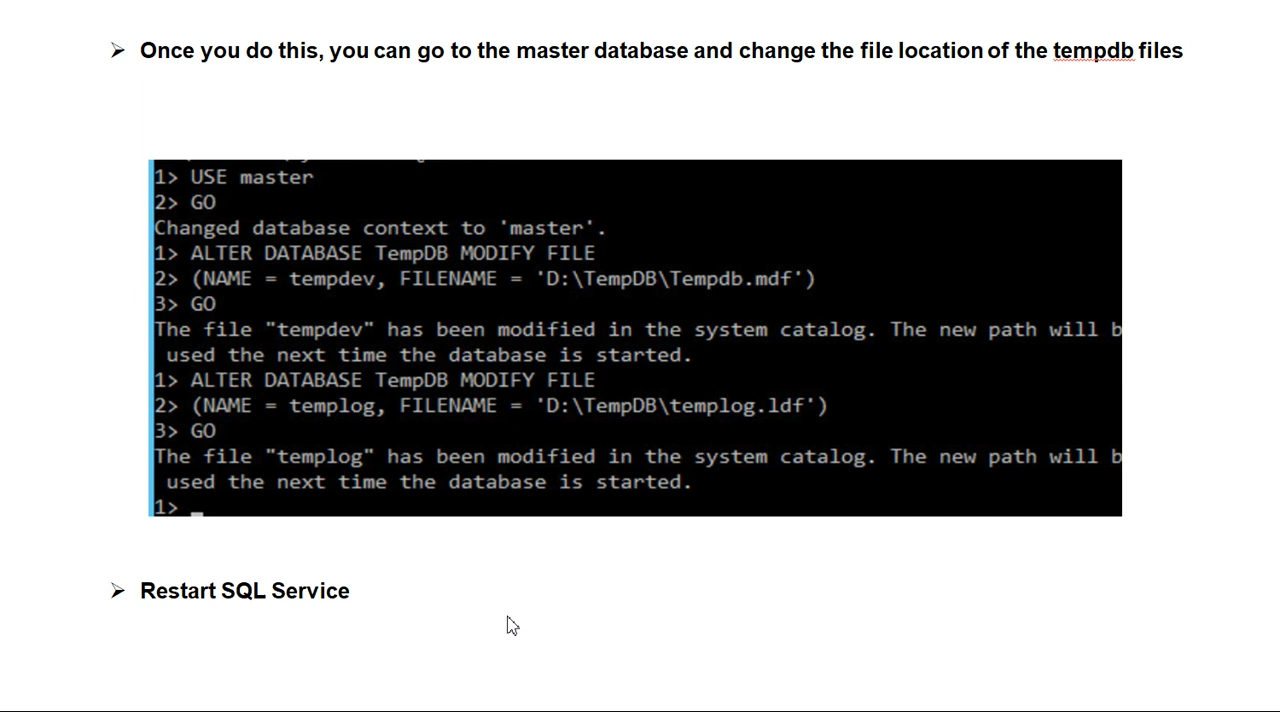 ➢ Once you do this, you can go to the master database and change the file location of the tempdb files
1> USE master
2> GO
Changed database context to 'master'.
1> ALTER DATABASE TempDB MODIFY FILE
2> (NAME = tempdev, FILENAME = 'D:\TempDB\Tempdb.mdf')
3> GO
The file "tempdev" has been modified in the system catalog. The new path will b
used the next time the database is started.
1> ALTER DATABASE TempDB MODIFY FILE
2> (NAME = templog, FILENAME = 'D:\TempDB\templog.ldf')
3> GO
The file "templog" has been modified in the system catalog. The new path will b
used the next time the database is started.
1> _
➢ Restart SQL Service